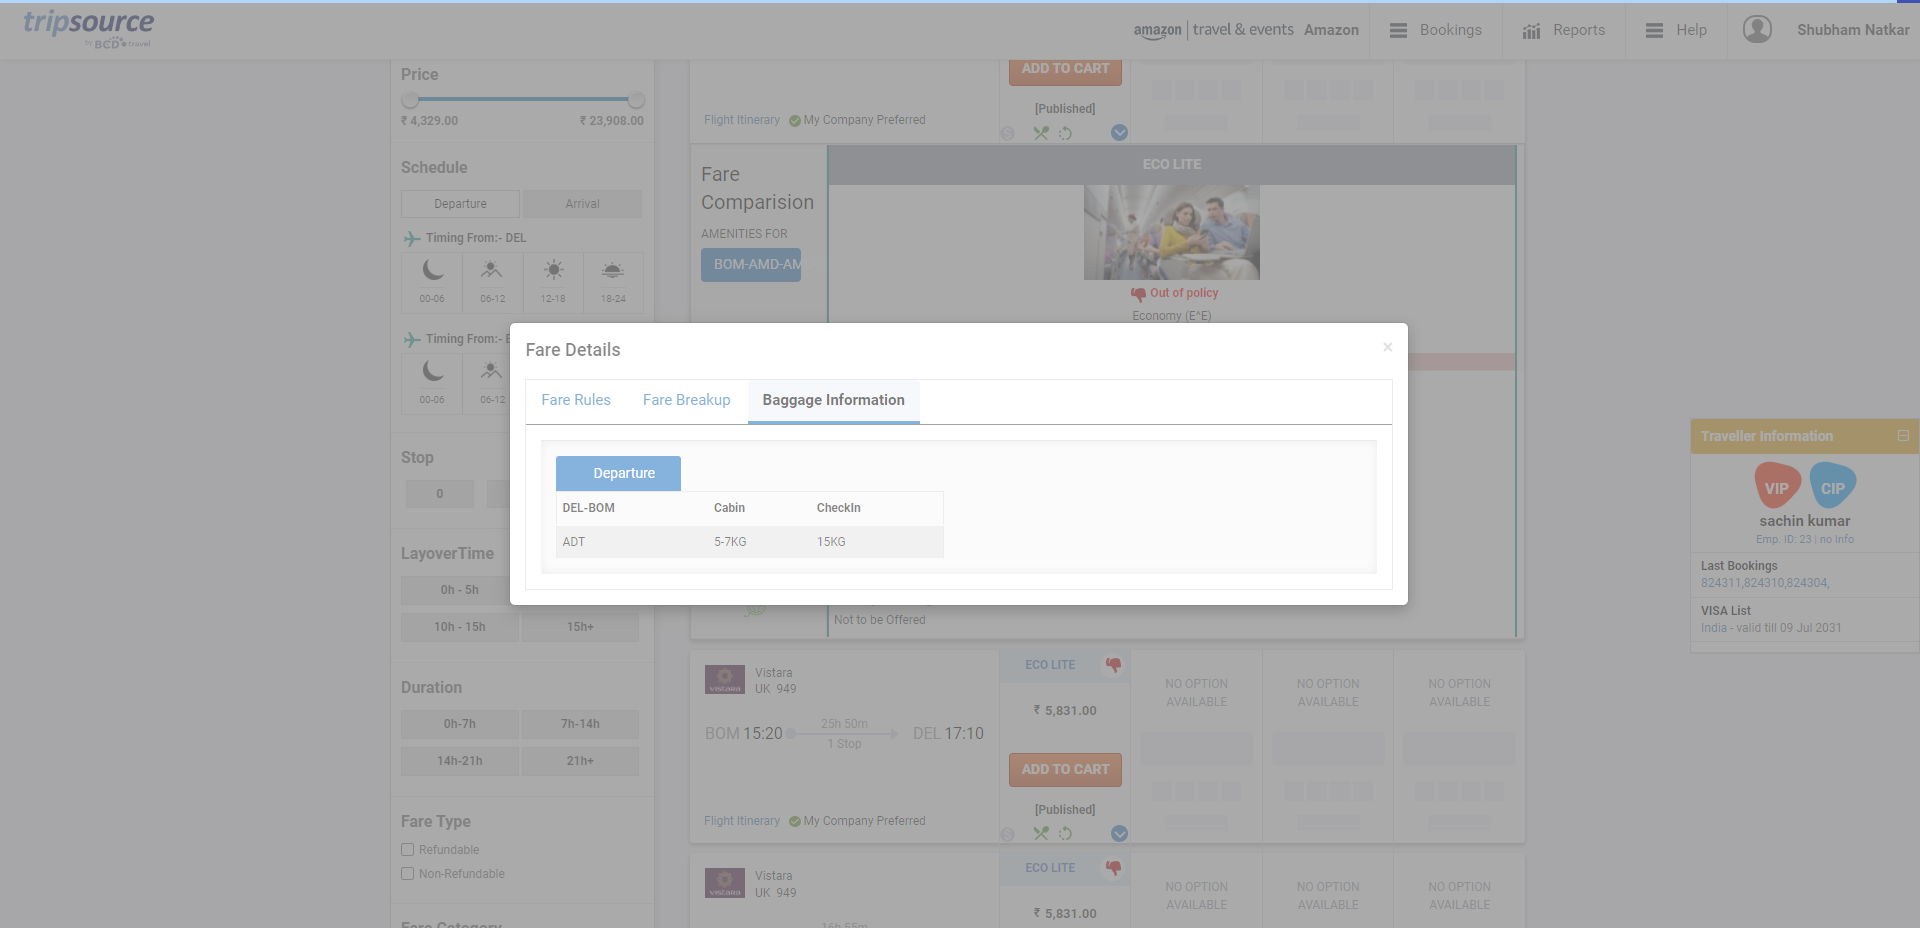 tripsource
by BCD travel
amazon | travel & events Amazon
Bookings
Reports
Help
Shubham Natkar
Price
₹ 4,329.00
₹ 23,908.00
Schedule
Departure
Arrival
Timing From:- DEL
00-06
06-12
12-18
18-24
Timing From:-
00-06
06-12
Stop
0
LayoverTime
0h - 5h
10h - 15h
15h+
Duration
0h-7h
7h-14h
14h-21h
21h+
Fare Type
Refundable
Non-Refundable
Fare Category
ADD TO CART
[Published]
Flight Itinerary
My Company Preferred
Fare
Comparision
AMENITIES FOR
BOM-AMD-AM
ECO LITE
Out of policy
Economy (E*E)
Fare Details
×
Fare Rules
Fare Breakup
Baggage Information
Departure
DEL-BOM Cabin CheckIn
ADT 5-7KG 15KG
Not to be Offered
vistara
Vistara
UK 949
BOM 15:20
25h 50m
1 Stop
DEL 17:10
Flight Itinerary
My Company Preferred
ECO LITE
₹ 5,831.00
ADD TO CART
[Published]
NO OPTION
AVAILABLE
NO OPTION
AVAILABLE
NO OPTION
AVAILABLE
vistara
Vistara
UK 949
16h 55m
ECO LITE
₹ 5,831.00
NO OPTION
AVAILABLE
NO OPTION
AVAILABLE
NO OPTION
AVAILABLE
Traveller Information
VIP
CIP
sachin kumar
Emp. ID: 23 | no Info
Last Bookings
824311,824310,824304,
VISA List
India - valid till 09 Jul 2031